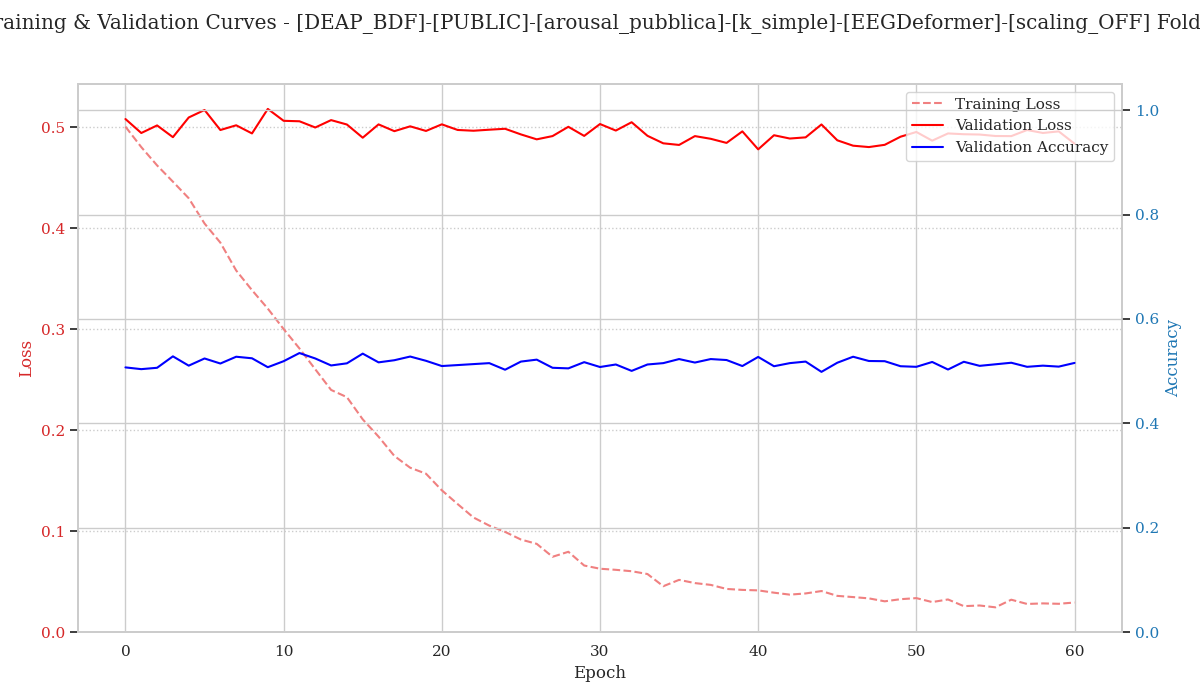 raining & Validation Curves - [DEAP_BDF]-[PUBLIC]-[arousal_pubblica]-[k_simple]-[EEGDeformer]-[scaling_OFF] Fold
Training Loss
Validation Loss
Validation Accuracy
0.5
0.4
0.3
0.2
0.1
0.0
Loss
1.0
0.8
0.6
0.4
0.2
0.0
Accuracy
0 10 20 30 40 50 60
Epoch